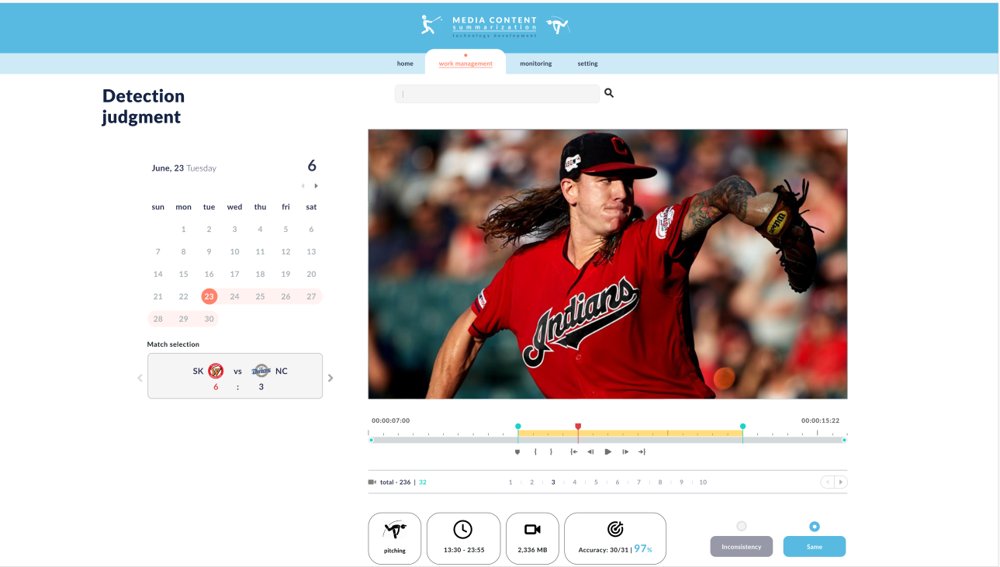 MEDIA CONTENT
summarization
technology development
home
work management
monitoring
setting
Detection
judgment
June, 23 Tuesday
6
sun mon tue wed thu fri sat
1 2 3 4 5 6
7 8 9 10 11 12 13
14 15 16 17 18 19 20
21 22 23 24 25 26 27
28 29 30
Match selection
SK vs Dinos NC
6 : 3
C
Wilson
Indians
00:00:07:00
00:00:15:22
total - 236 | 32
1 2 3 4 5 6 7 8 9 10
pitching
13:30 - 23:55
2,336 MB
Accuracy: 30/31 | 97%
Inconsistency
Same